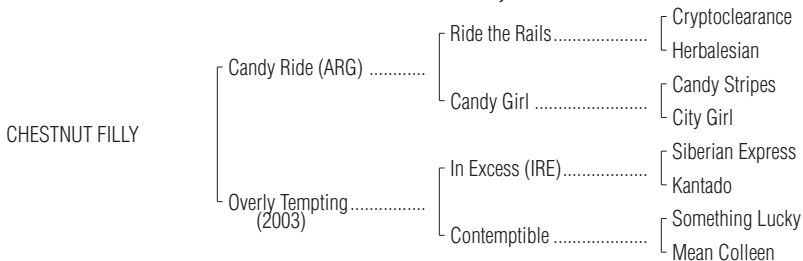 Cryptoclearance
Ride the Rails....................
Herbalesian
Candy Ride (ARG) ............
Candy Stripes
Candy Girl ........................
City Girl
CHESTNUT FILLY
Siberian Express
In Excess (IRE)..................
Kantado
Overly Tempting................
(2003)
Something Lucky
Contemptible ....................
Mean Colleen